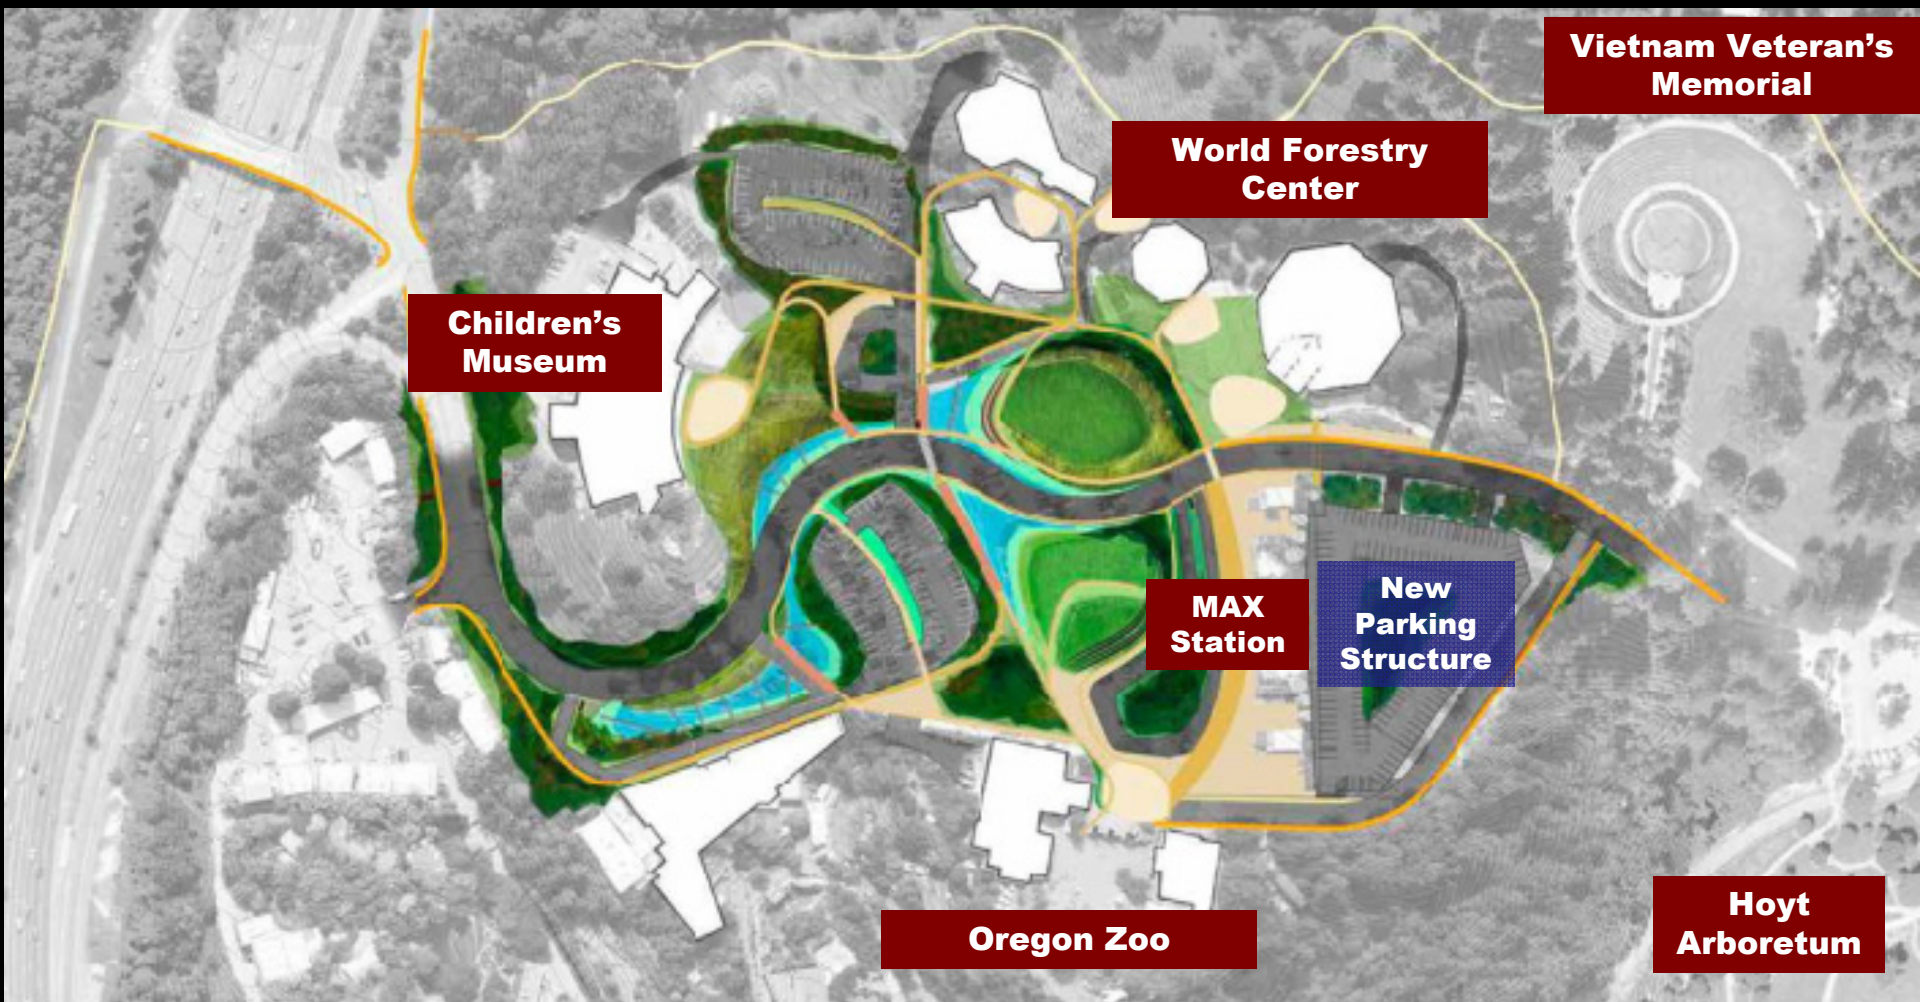 Vietnam Veteran's
Memorial
World Forestry
Center
Children's
Museum
MAX
Station
New
Parking
Structure
Hoyt
Arboretum
Oregon Zoo